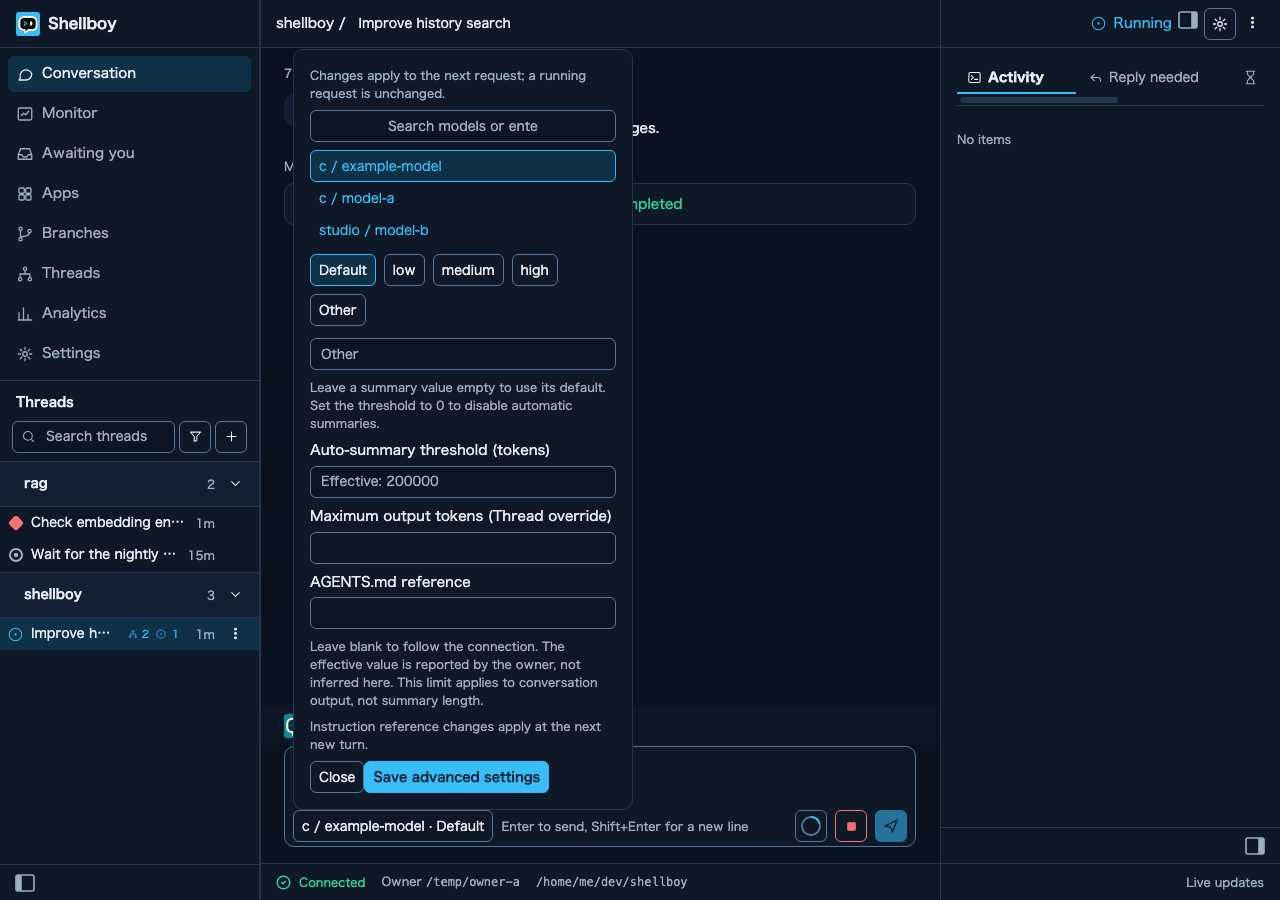 Shellboy
shellboy / Improve history search
Running
Conversation
Monitor
Awaiting you
Apps
Branches
Threads
Analytics
Settings
Threads
Search threads
rag 2
Check embedding en··· 1m
Wait for the nightly ··· 15m
shellboy 3
Improve h··· 2 1 1m
7
ges.
M
mpleted
Changes apply to the next request; a running
request is unchanged.
Search models or ente
c / example-model
c / model-a
studio / model-b
Default low medium high
Other
Other
Leave a summary value empty to use its default.
Set the threshold to 0 to disable automatic
summaries.
Auto-summary threshold (tokens)
Effective: 200000
Maximum output tokens (Thread override)
AGENTS.md reference
Leave blank to follow the connection. The
effective value is reported by the owner, not
inferred here. This limit applies to conversation
output, not summary length.
Instruction reference changes apply at the next
new turn.
Close Save advanced settings
c / example-model · Default Enter to send, Shift+Enter for a new line
Activity Reply needed
No items
Connected Owner /temp/owner-a /home/me/dev/shellboy
Live updates